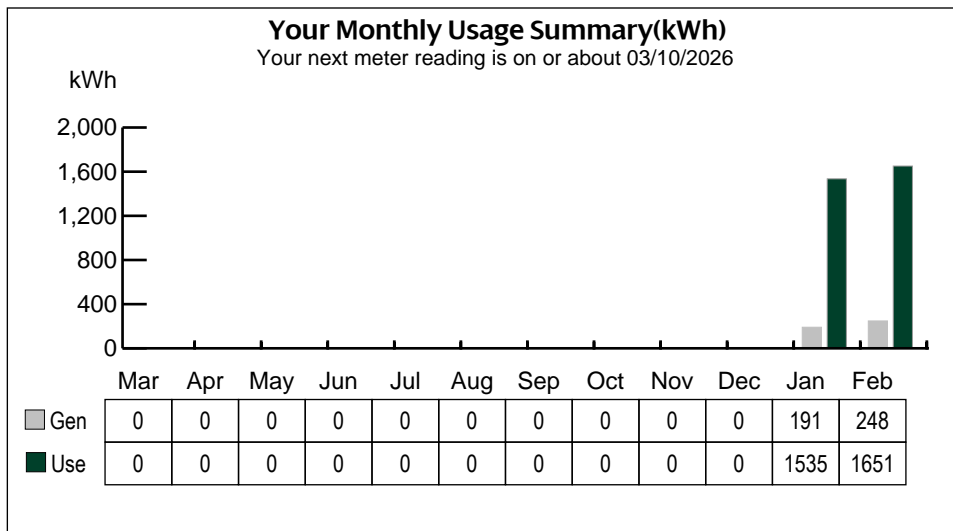 Your Monthly Usage Summary(kWh)
Your next meter reading is on or about 03/10/2026
kWh
2,000
1,600
1,200
800
400
0
Mar Apr May Jun Jul Aug Sep Oct Nov Dec Jan Feb
Gen 0 0 0 0 0 0 0 0 0 0 191 248
Use 0 0 0 0 0 0 0 0 0 0 1535 1651